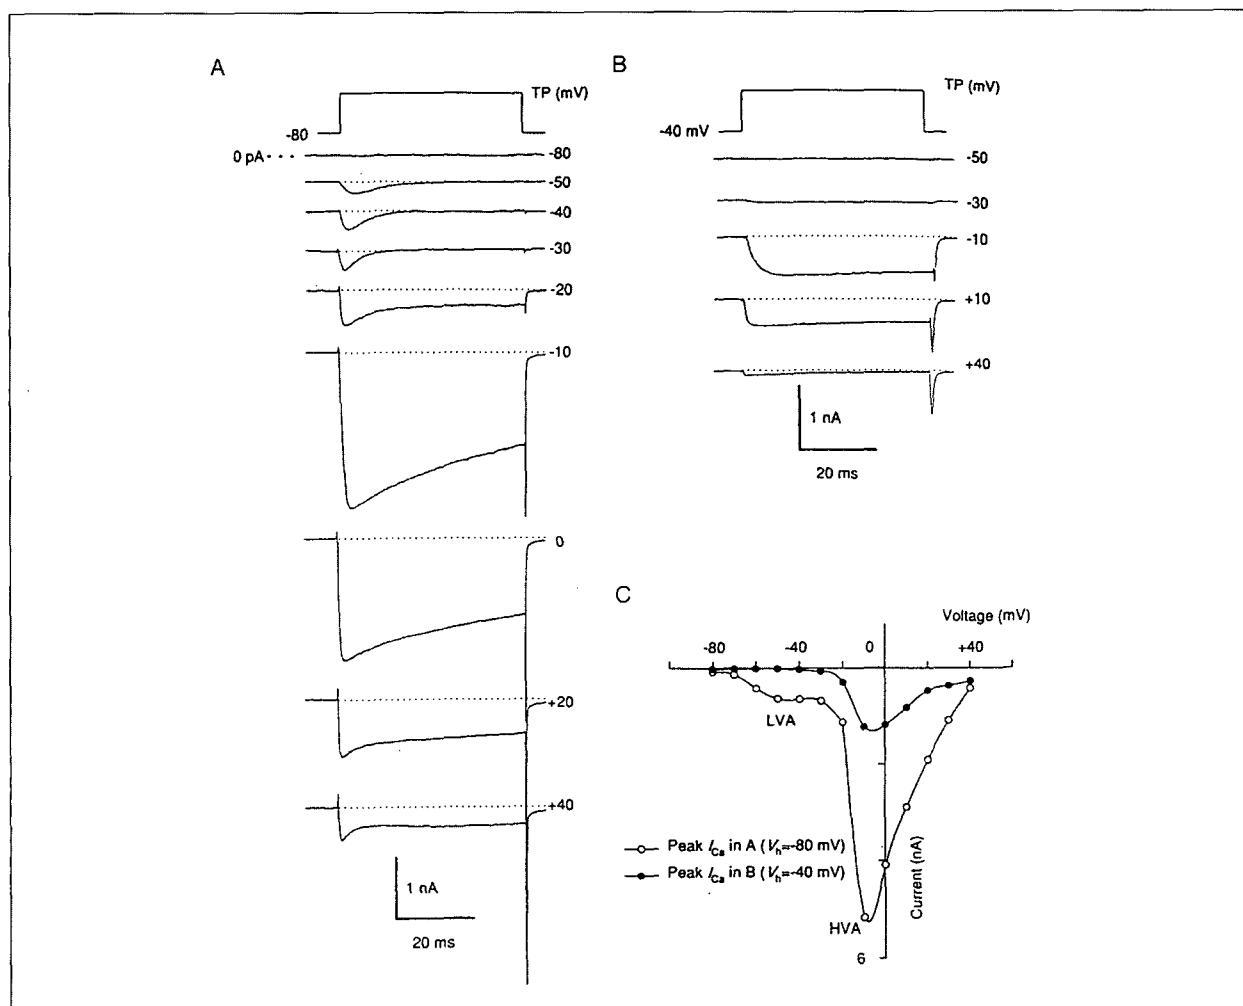 A
TP (mV)
-80
0 pA
-80
-50
-40
-30
-20
-10
0
+20
+40
1 nA
20 ms
B
TP (mV)
-40 mV
-50
-30
-10
+10
+40
1 nA
20 ms
C
Voltage (mV)
-80
-40
0
+40
LVA
Peak I_Ca in A (V_h=-80 mV)
Peak I_Ca in B (V_h=-40 mV)
Current (nA)
HVA
6